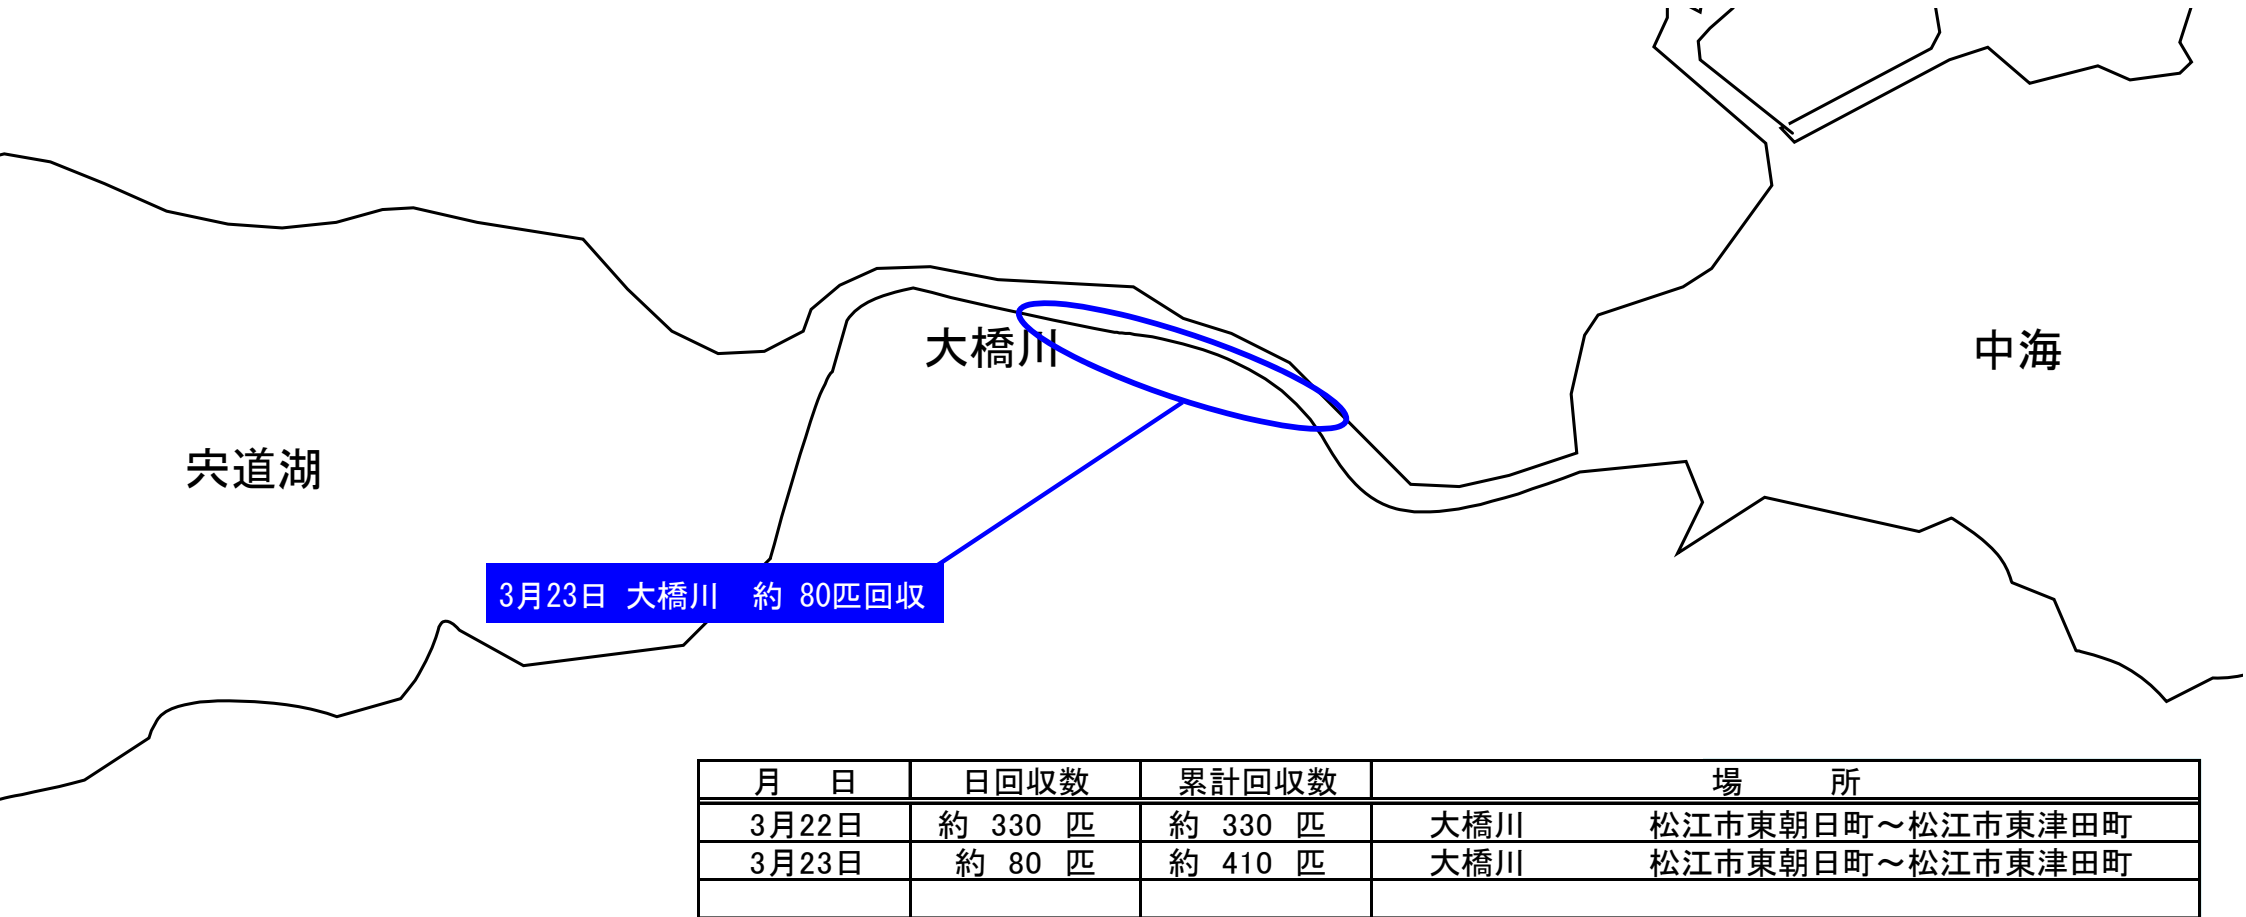 大橋川
中海
宍道湖
3月23日 大橋川 約 80匹回収
月 日 日回収数 累計回収数 場 所
3月22日 約 330 匹 約 330 匹 大橋川 松江市東朝日町～松江市東津田町
3月23日 約 80 匹 約 410 匹 大橋川 松江市東朝日町～松江市東津田町